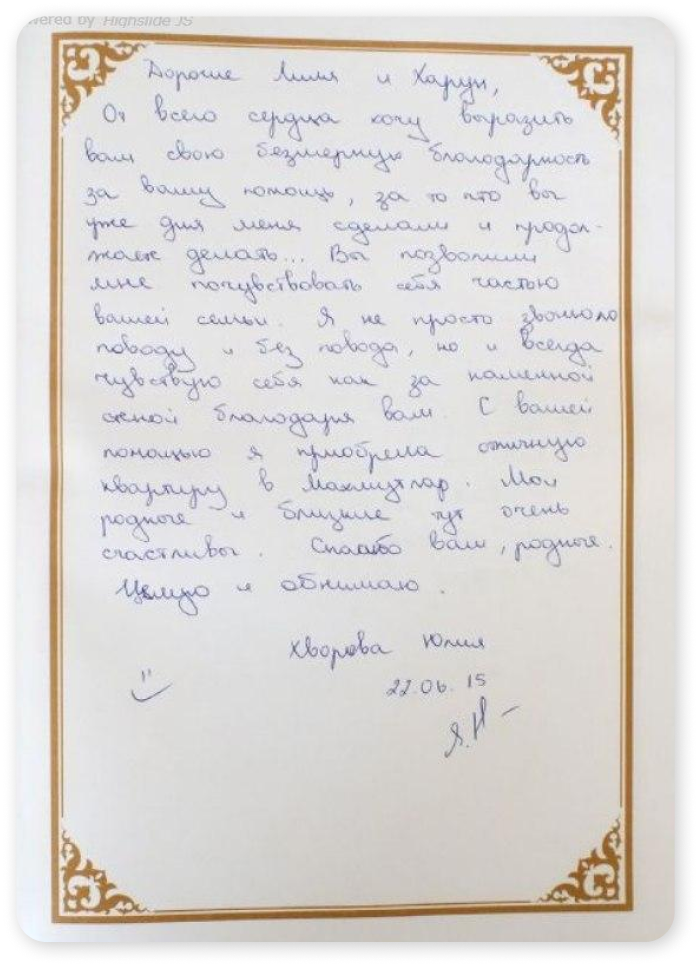 wered by Highslide JS
Дорогие Лиля и Харун,
От всего сердца хочу выразить
вам свою безмерную благодарность
за вашу помощь, за то что вы
уже для меня сделали и продол-
жаете делать... Вы позволили
мне почувствовать себя частью
вашей семьи. Я не просто звонила по
поводу и без повода, но и всегда
чувствую себя как за каменной
стеной благодаря вам. С вашей
помощью я приобрела отличную
квартиру в Махмутлар. Мои
родные и близкие тут очень
счастливы. Спасибо вам, родные.
Целую и обнимаю.
Хворова Юлия
22.06.15